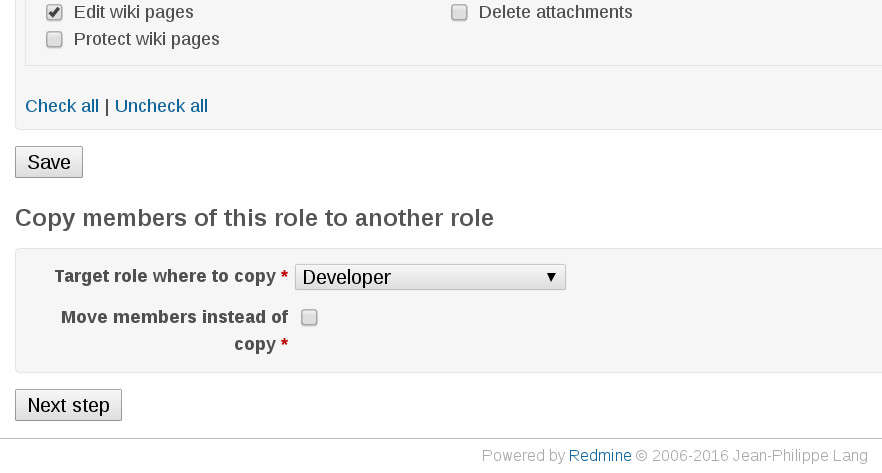 Edit wiki pages Delete attachments
Protect wiki pages
Check all | Uncheck all
Save
Copy members of this role to another role
Target role where to copy * Developer
Move members instead of
copy *
Next step
Powered by Redmine © 2006-2016 Jean-Philippe Lang